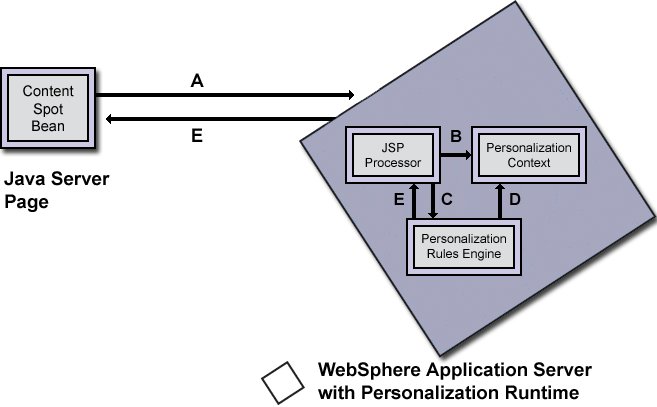 Content
Spot
Bean
A
E
Java Server
Page
JSP
Processor
B
Personalization
Context
E
C
D
Personalization
Rules Engine
WebSphere Application Server
with Personalization Runtime